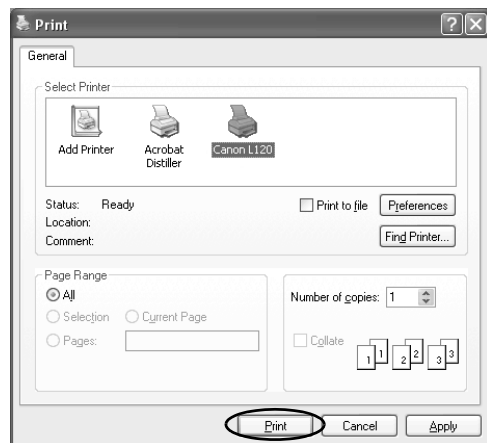 Print
General
Select Printer
Add Printer
Acrobat Distiller
Canon L120
Status: Ready
Location:
Comment:
Print to file
Preferences
Find Printer...
Page Range
All
Selection
Current Page
Pages:
Number of copies: 1
Collate
1 1 2 2 3 3
Print
Cancel
Apply